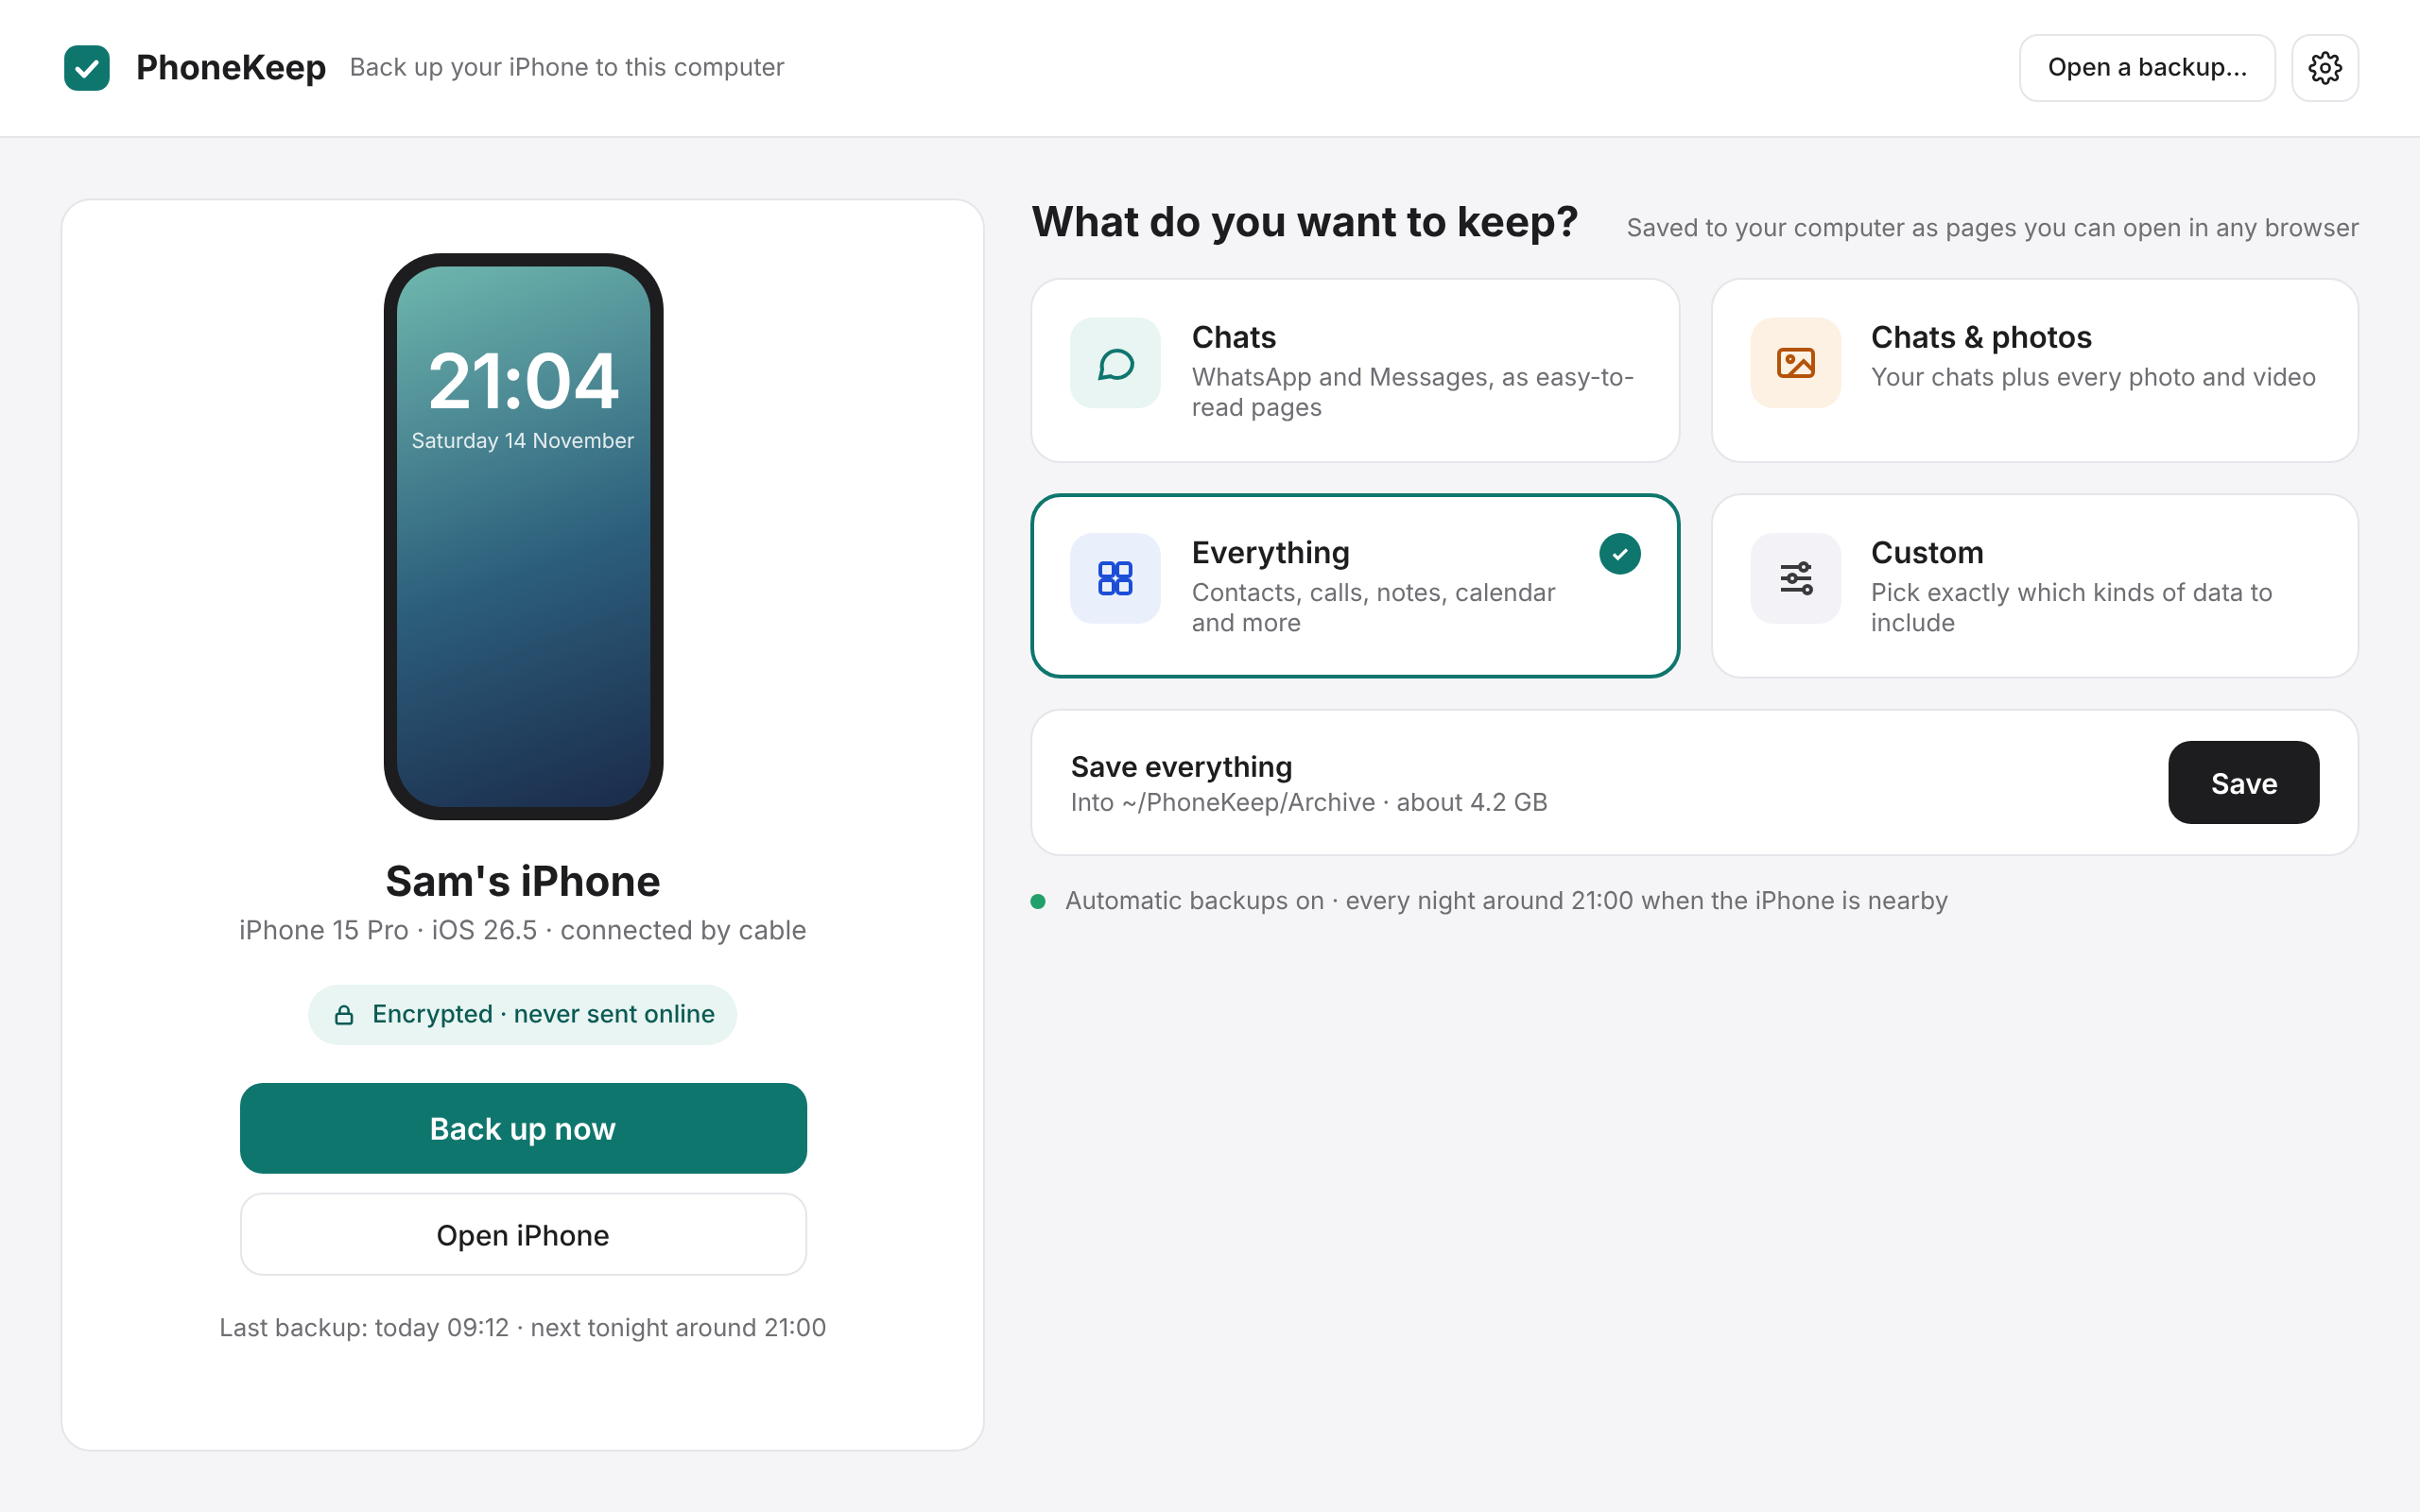 PhoneKeep
Back up your iPhone to this computer
Open a backup...
21:04
Saturday 14 November
Sam's iPhone
iPhone 15 Pro · iOS 26.5 · connected by cable
Encrypted · never sent online
Back up now
Open iPhone
Last backup: today 09:12 · next tonight around 21:00
What do you want to keep?
Saved to your computer as pages you can open in any browser
Chats
WhatsApp and Messages, as easy-to-
read pages
Chats & photos
Your chats plus every photo and video
Everything
Contacts, calls, notes, calendar
and more
Custom
Pick exactly which kinds of data to
include
Save everything
Into ~/PhoneKeep/Archive · about 4.2 GB
Save
Automatic backups on · every night around 21:00 when the iPhone is nearby